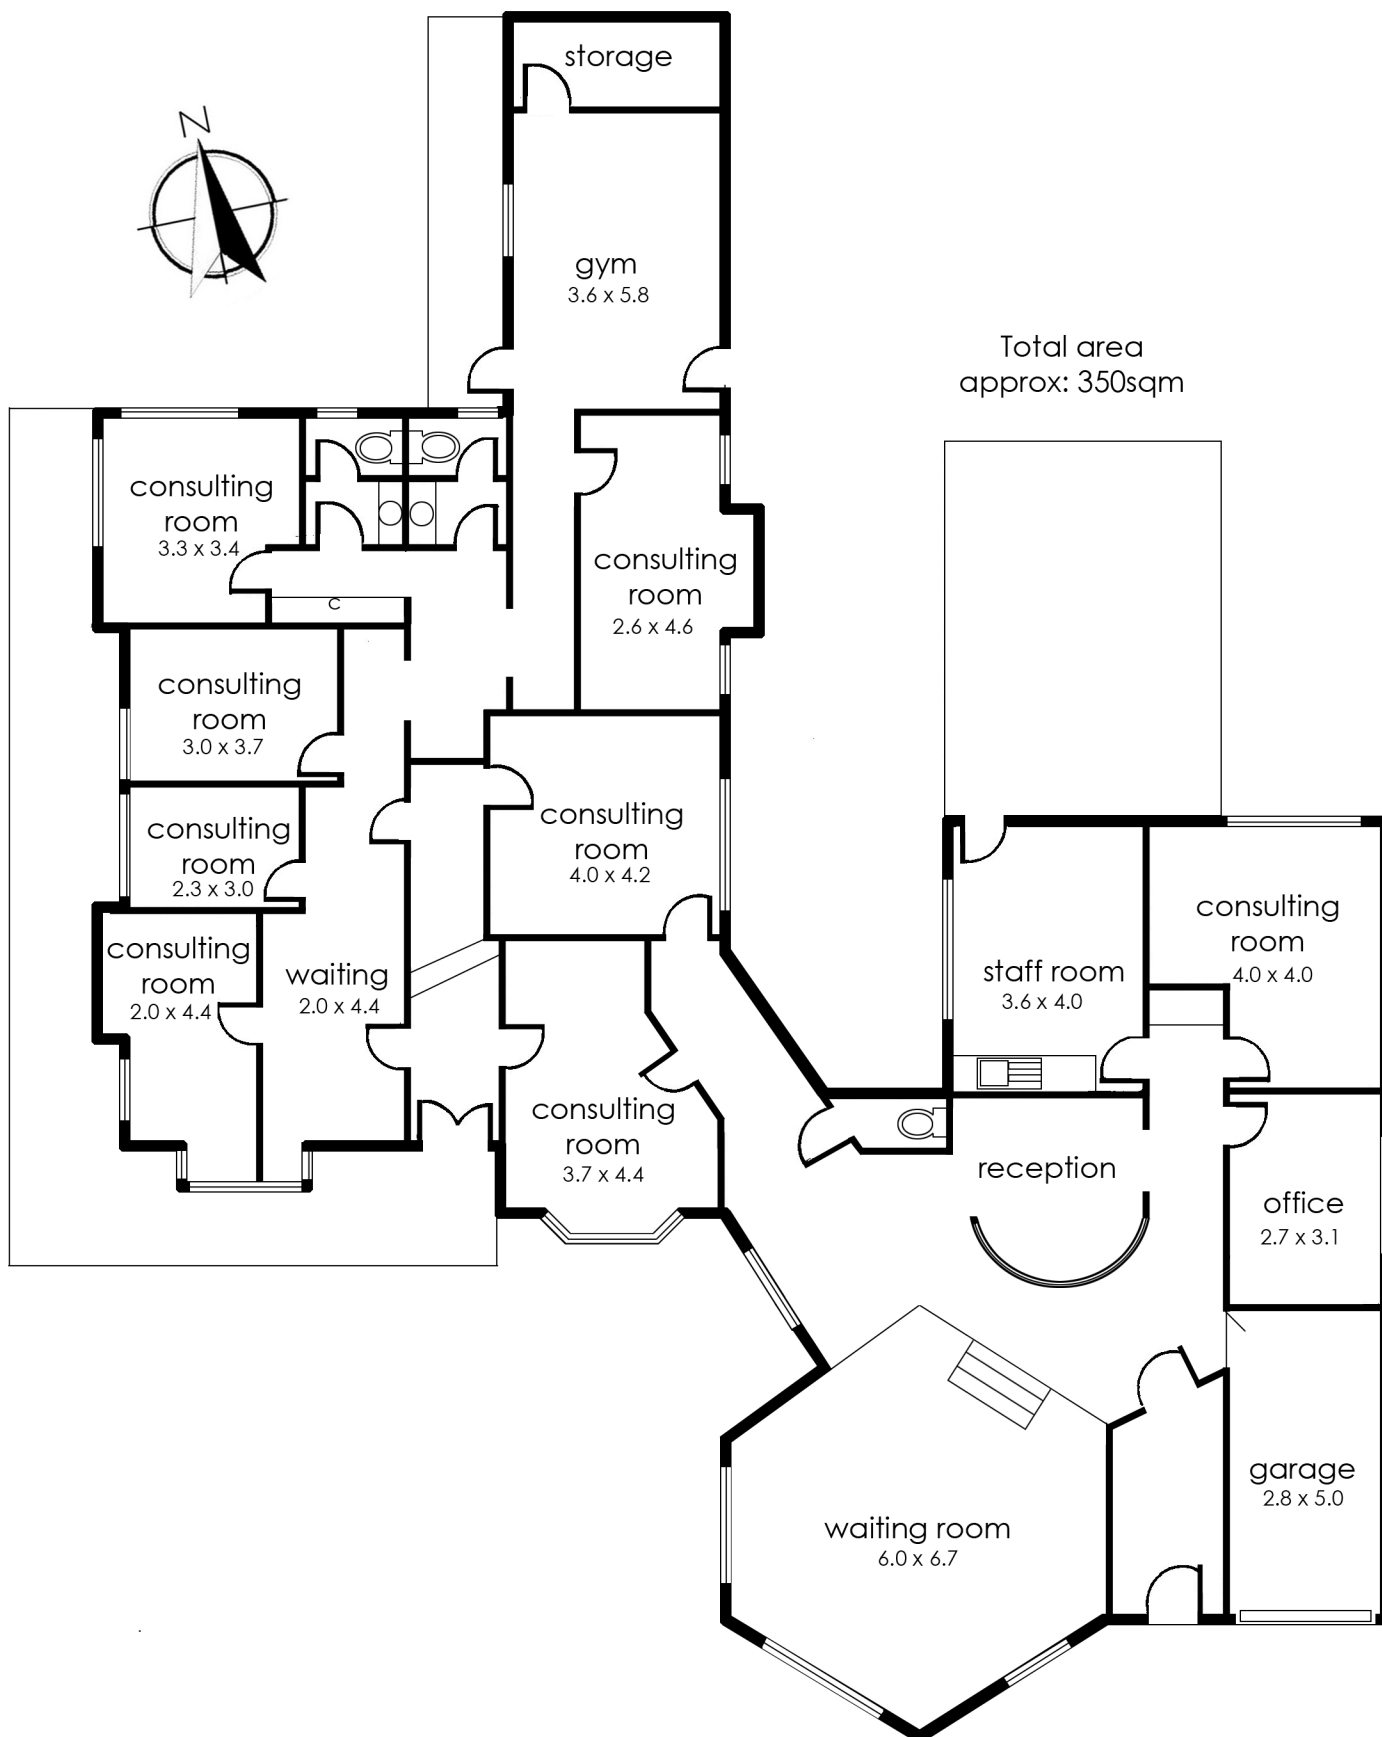 storage
N
gym
3.6 x 5.8
Total area
approx: 350sqm
consulting
room
3.3 x 3.4
consulting
room
2.6 x 4.6
C
consulting
room
3.0 x 3.7
consulting
room
2.3 x 3.0
consulting
room
4.0 x 4.2
consulting
room
2.0 x 4.4
waiting
2.0 x 4.4
staff room
3.6 x 4.0
consulting
room
4.0 x 4.0
consulting
room
3.7 x 4.4
reception
office
2.7 x 3.1
garage
2.8 x 5.0
waiting room
6.0 x 6.7